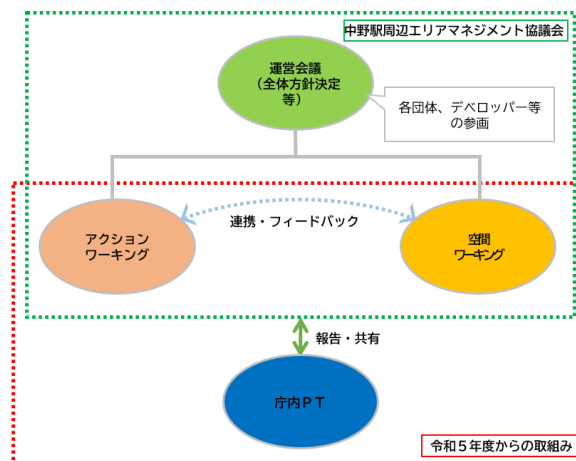 中野駅周辺エリアマネジメント協議会
運営会議
(全体方針決定
等)
各団体、デベロッパー等
の参画
連携・フィードバック
アクション
ワーキング
空間
ワーキング
報告・共有
庁内PT
令和5年度からの取組み